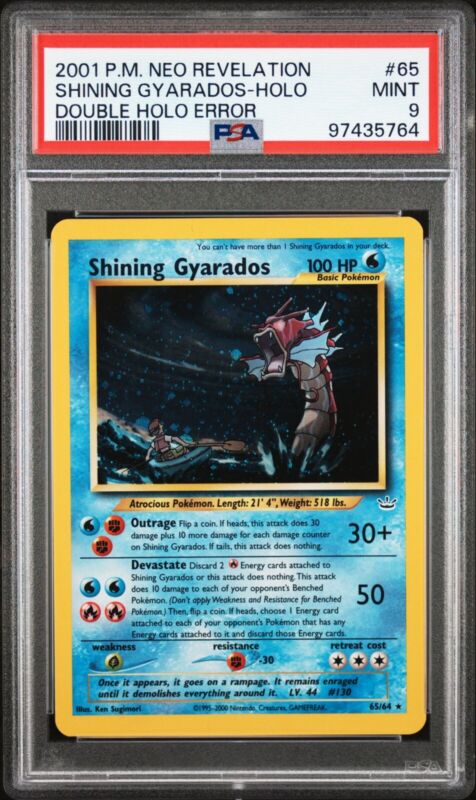 2001 P.M. NEO REVELATION #65
SHINING GYARADOS-HOLO MINT
DOUBLE HOLO ERROR 9
PSA 97435764
You can't have more than 1 Shining Gyarados in your deck.
Shining Gyarados 100 HP
Basic Pokémon
Atrocious Pokémon. Length: 21' 4", Weight: 518 lbs.
Outrage Flip a coin. If heads, this attack does 30
damage plus 10 more damage for each damage counter
on Shining Gyarados. If tails, this attack does nothing.
30+
Devastate Discard 2 Energy cards attached to
Shining Gyarados or this attack does nothing. This attack
does 10 damage to each of your opponent's Benched
Pokémon. (Don't apply Weakness and Resistance for Benched
Pokémon.) Then, flip a coin. If heads, choose 1 Energy card
attached to each of your opponent's Pokémon that has any
Energy cards attached to it and discard those Energy cards.
50
weakness resistance retreat cost
-30
Once it appears, it goes on a rampage. It remains enraged
until it demolishes everything around it. LV. 44 #130
Illus. Ken Sugimori ©1995-2000 Nintendo, Creatures, GAMEFREAK. 65/64 ★
PSA